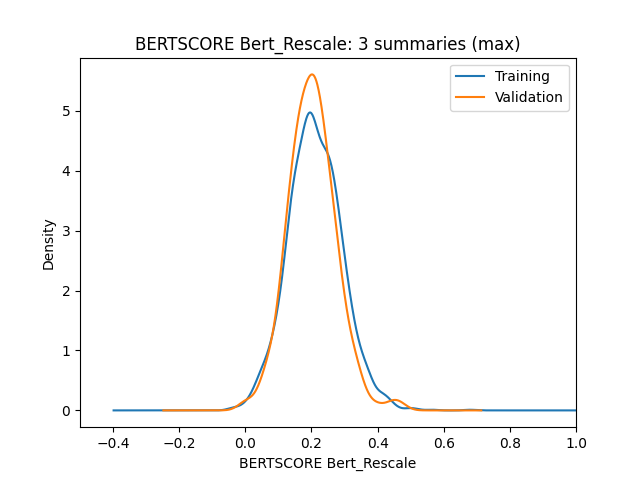 BERTSCORE Bert_Rescale: 3 summaries (max)
Training
Validation
Density
5
4
3
2
1
0
−0.4 −0.2 0.0 0.2 0.4 0.6 0.8 1.0
BERTSCORE Bert_Rescale